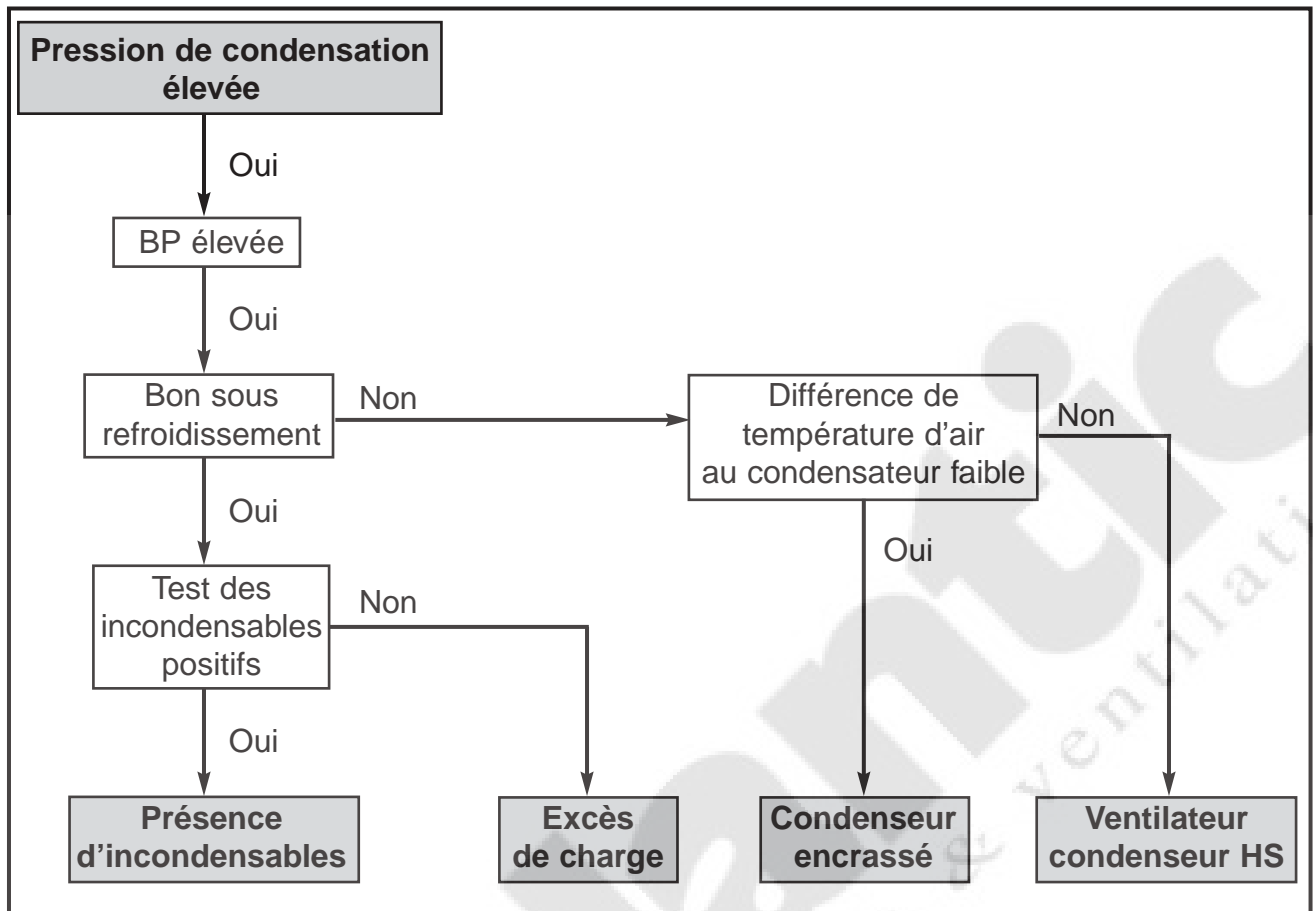 Pression de condensation
élevée
Oui
BP élevée
Oui
Bon sous
refroidissement
Non
Différence de
température d'air
au condensateur faible
Non
Oui
Oui
Test des
incondensables
positifs
Non
Oui
Présence
d'incondensables
Excès
de charge
Condenseur
encrassé
Ventilateur
condenseur HS
antic
& ventilati